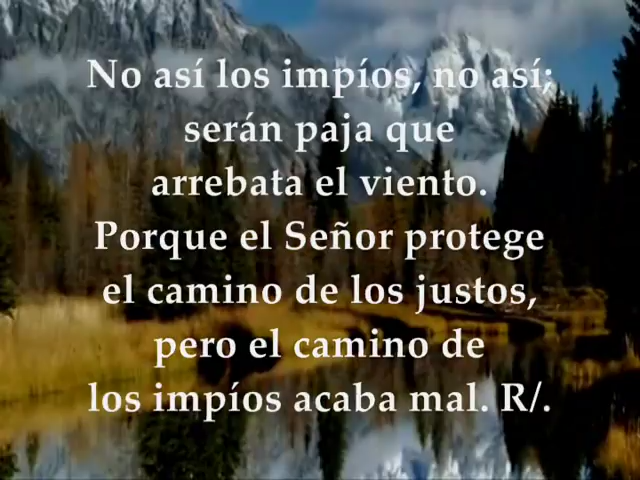 No así los impíos, no así;
serán paja que
arrebata el viento.
Porque el Señor protege
el camino de los justos,
pero el camino de
los impíos acaba mal. R/.